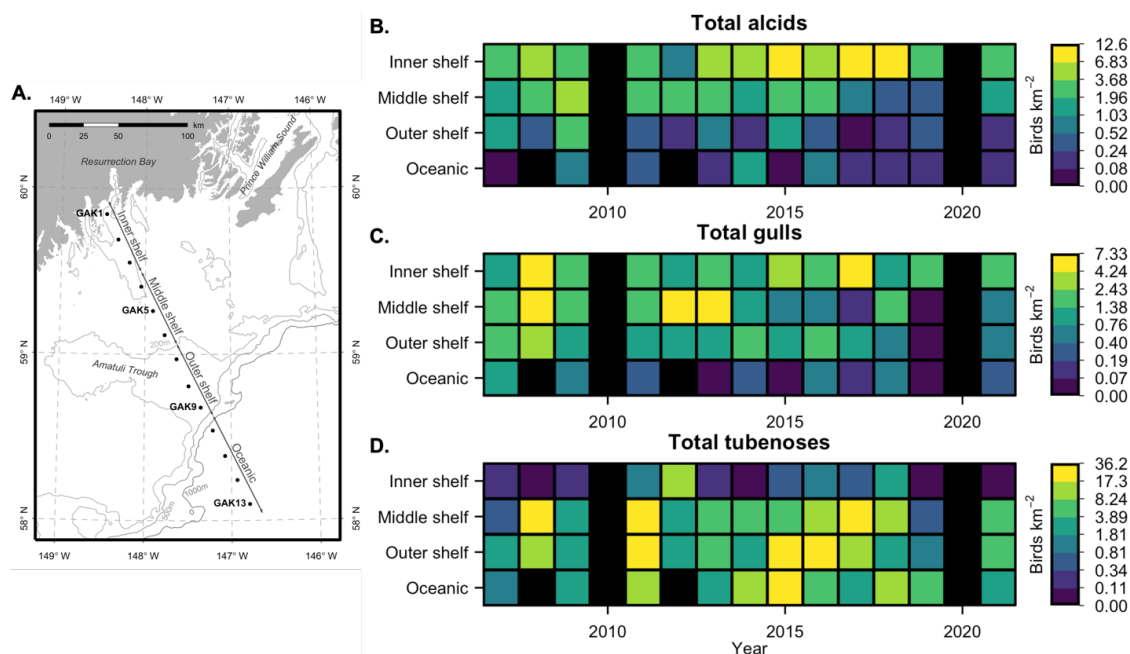 A.
149° W 148° W 147° W 146° W
0 25 50 100
km
Resurrection Bay
Prince William Sound
60° N 60° N
GAK1
Inner shelf
Middle shelf
GAK5
200m
59° N 59° N
Amatuli Trough
Outer shelf
GAK9
Oceanic
1000m
GAK13
58° N 58° N
149° W 148° W 147° W 146° W
B.
Total alcids
Inner shelf
Middle shelf
Outer shelf
Oceanic
2010 2015 2020
Birds km⁻²
12.6
6.83
3.68
1.96
1.03
0.52
0.24
0.08
0.00
C.
Total gulls
Inner shelf
Middle shelf
Outer shelf
Oceanic
2010 2015 2020
Birds km⁻²
7.33
4.24
2.43
1.38
0.76
0.40
0.19
0.07
0.00
D.
Total tubenoses
Inner shelf
Middle shelf
Outer shelf
Oceanic
2010 2015 2020
Year
Birds km⁻²
36.2
17.3
8.24
3.89
1.81
0.81
0.34
0.11
0.00